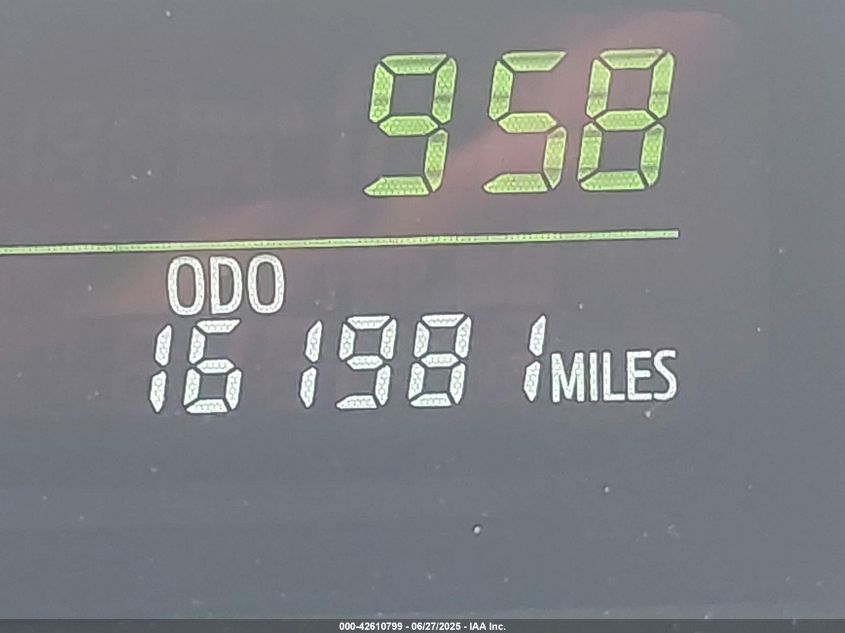 958
ODO
161981 MILES
000-42610799 - 06/27/2025 - IAA Inc.